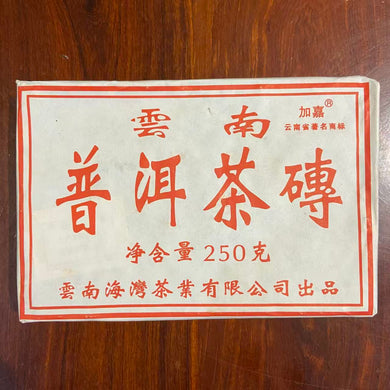 雲南
加嘉®
云南省著名商标
普洱茶磚
净含量 250克
雲南海灣茶業有限公司出品